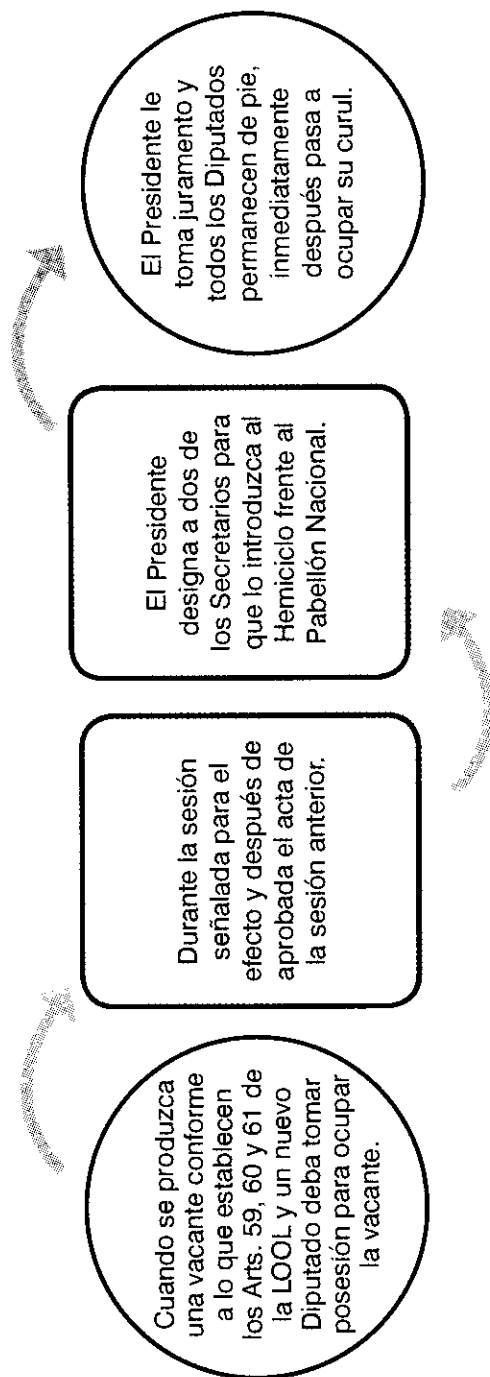 Cuando se produzca
una vacante conforme
a lo que establecen
los Arts. 59, 60 y 61 de
la LOOL y un nuevo
Diputado deba tomar
posesión para ocupar
la vacante.
Durante la sesión
señalada para el
efecto y después de
aprobada el acta de
la sesión anterior.
El Presidente
designa a dos de
los Secretarios para
que lo introduzca al
Hemiciclo frente al
Pabellón Nacional.
El Presidente le
toma juramento y
todos los Diputados
permanecen de pie,
inmediatamente
después pasa a
ocupar su curul.